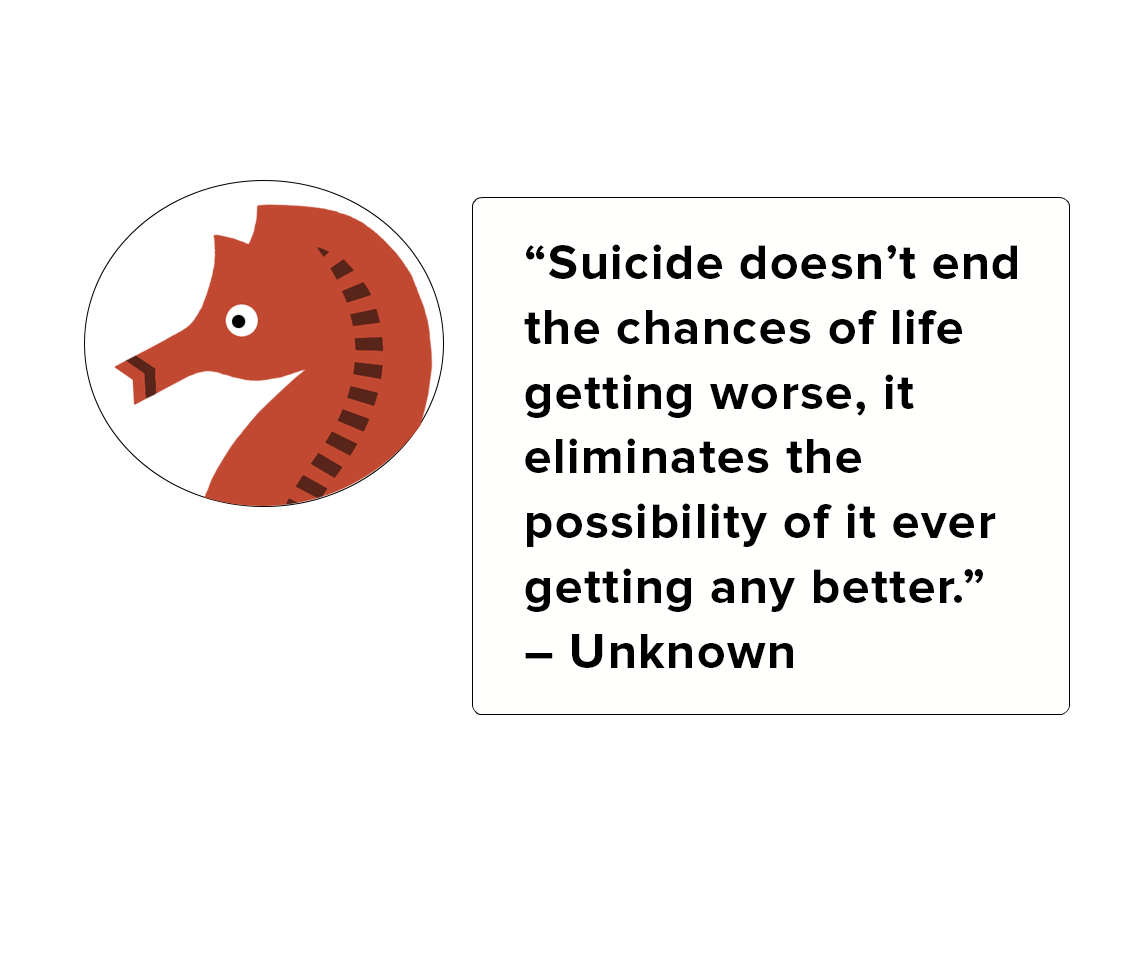 “Suicide doesn’t end
the chances of life
getting worse, it
eliminates the
possibility of it ever
getting any better.”
– Unknown